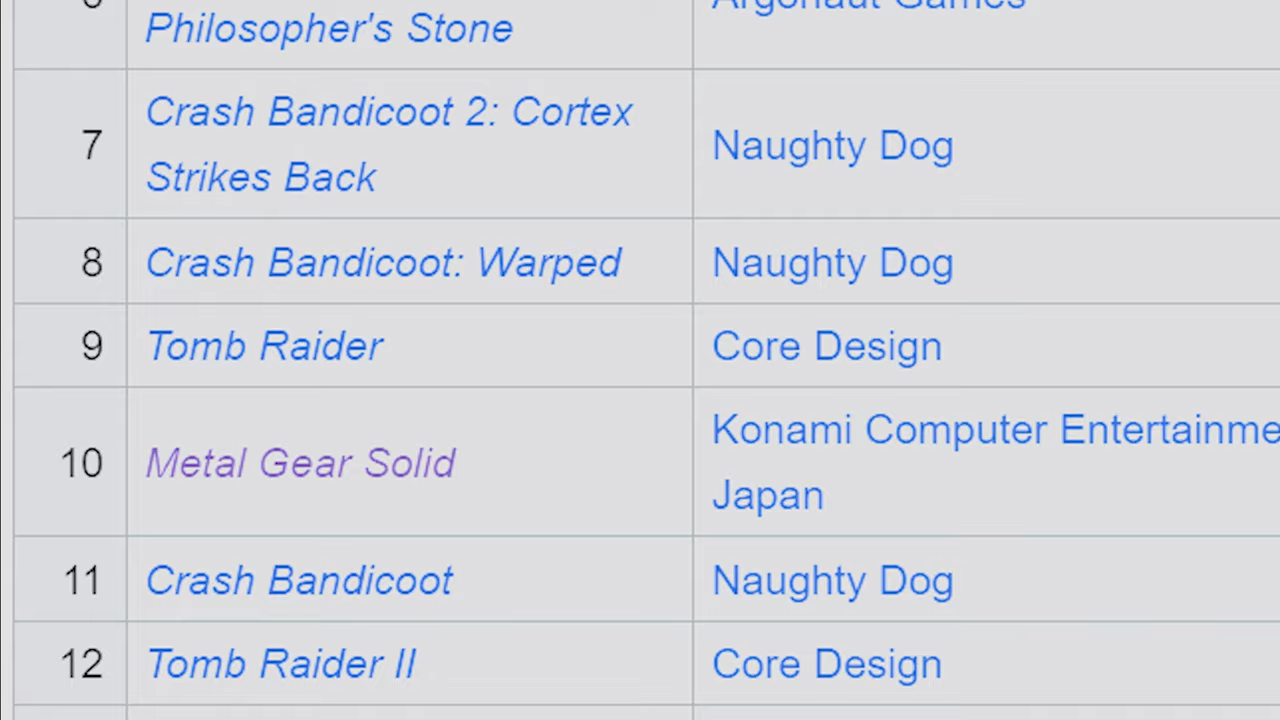 Philosopher's Stone
Argonaut Games
7
Crash Bandicoot 2: Cortex
Strikes Back
Naughty Dog
8
Crash Bandicoot: Warped
Naughty Dog
9
Tomb Raider
Core Design
10
Metal Gear Solid
Konami Computer Entertainme
Japan
11
Crash Bandicoot
Naughty Dog
12
Tomb Raider II
Core Design